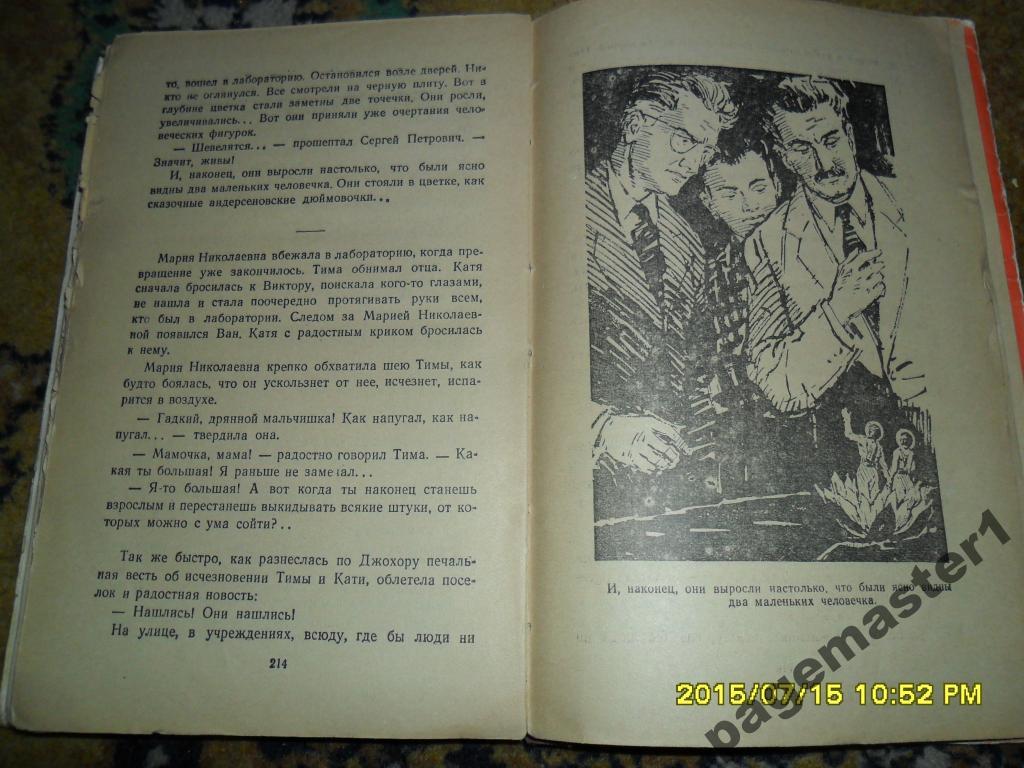 то, вошел в лабораторию. Остановился возле дверей. Ни-
кто не оглянулся. Все смотрели на черную плиту. Вот в
глубине цветка стали заметны две точечки. Они росли,
увеличивались... Вот они приняли уже очертания чело-
веческих фигурок.
— Шевелятся... — прошептал Сергей Петрович. —
Значит, живы!
И, наконец, они выросли настолько, что были ясно
видны два маленьких человечка. Они стояли в цветке, как
сказочные андерсеновские дюймовочки...
Мария Николаевна вбежала в лабораторию, когда пре-
вращение уже закончилось. Тима обнимал отца. Катя
сначала бросилась к Виктору, поискала кого-то глазами,
не нашла и стала поочередно протягивать руки всем,
кто был в лаборатории. Следом за Марией Николаев-
ной появился Ван. Катя с радостным криком бросилась
к нему.
Мария Николаевна крепко обхватила шею Тимы, как
будто боялась, что он ускользнет от нее, исчезнет, испа-
рится в воздухе.
— Гадкий, дрянной мальчишка! Как напугал, как на-
пугал... — твердила она.
— Мамочка, мама! — радостно говорил Тима. — Ка-
кая ты большая! Я раньше не замечал...
— Я-то большая! А вот когда ты наконец станешь
взрослым и перестанешь выкидывать всякие штуки, от ко-
торых можно с ума сойти?..
Так же быстро, как разнеслась по Джохору печаль-
ная весть об исчезновении Тимы и Кати, облетела посе-
лок и радостная новость:
— Нашлись! Они нашлись!
На улице, в учреждениях, всюду, где бы люди ни
214
И, наконец, они выросли настолько, что были ясно видны
два маленьких человечка.
2015/07/15 10:52 PM
pagemaster1